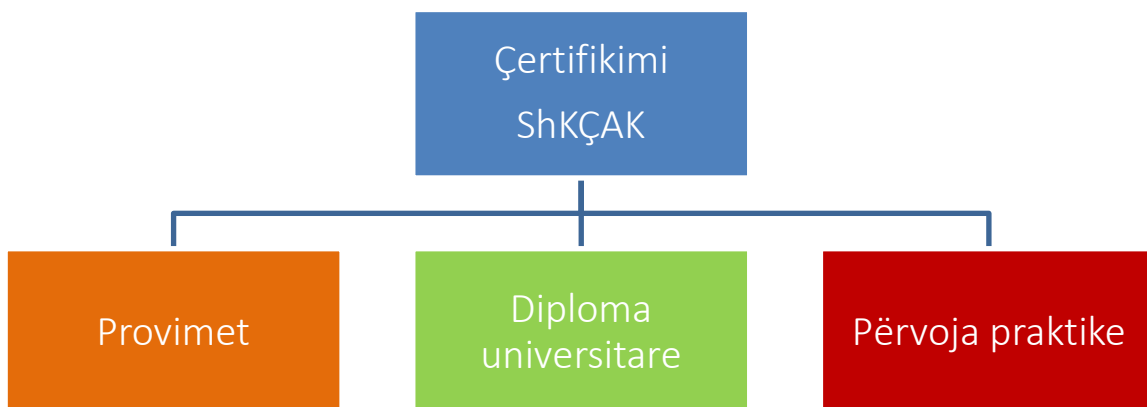 Çertifikimi
ShKÇAK
Provimet
Diploma
universitare
Përvoja praktike